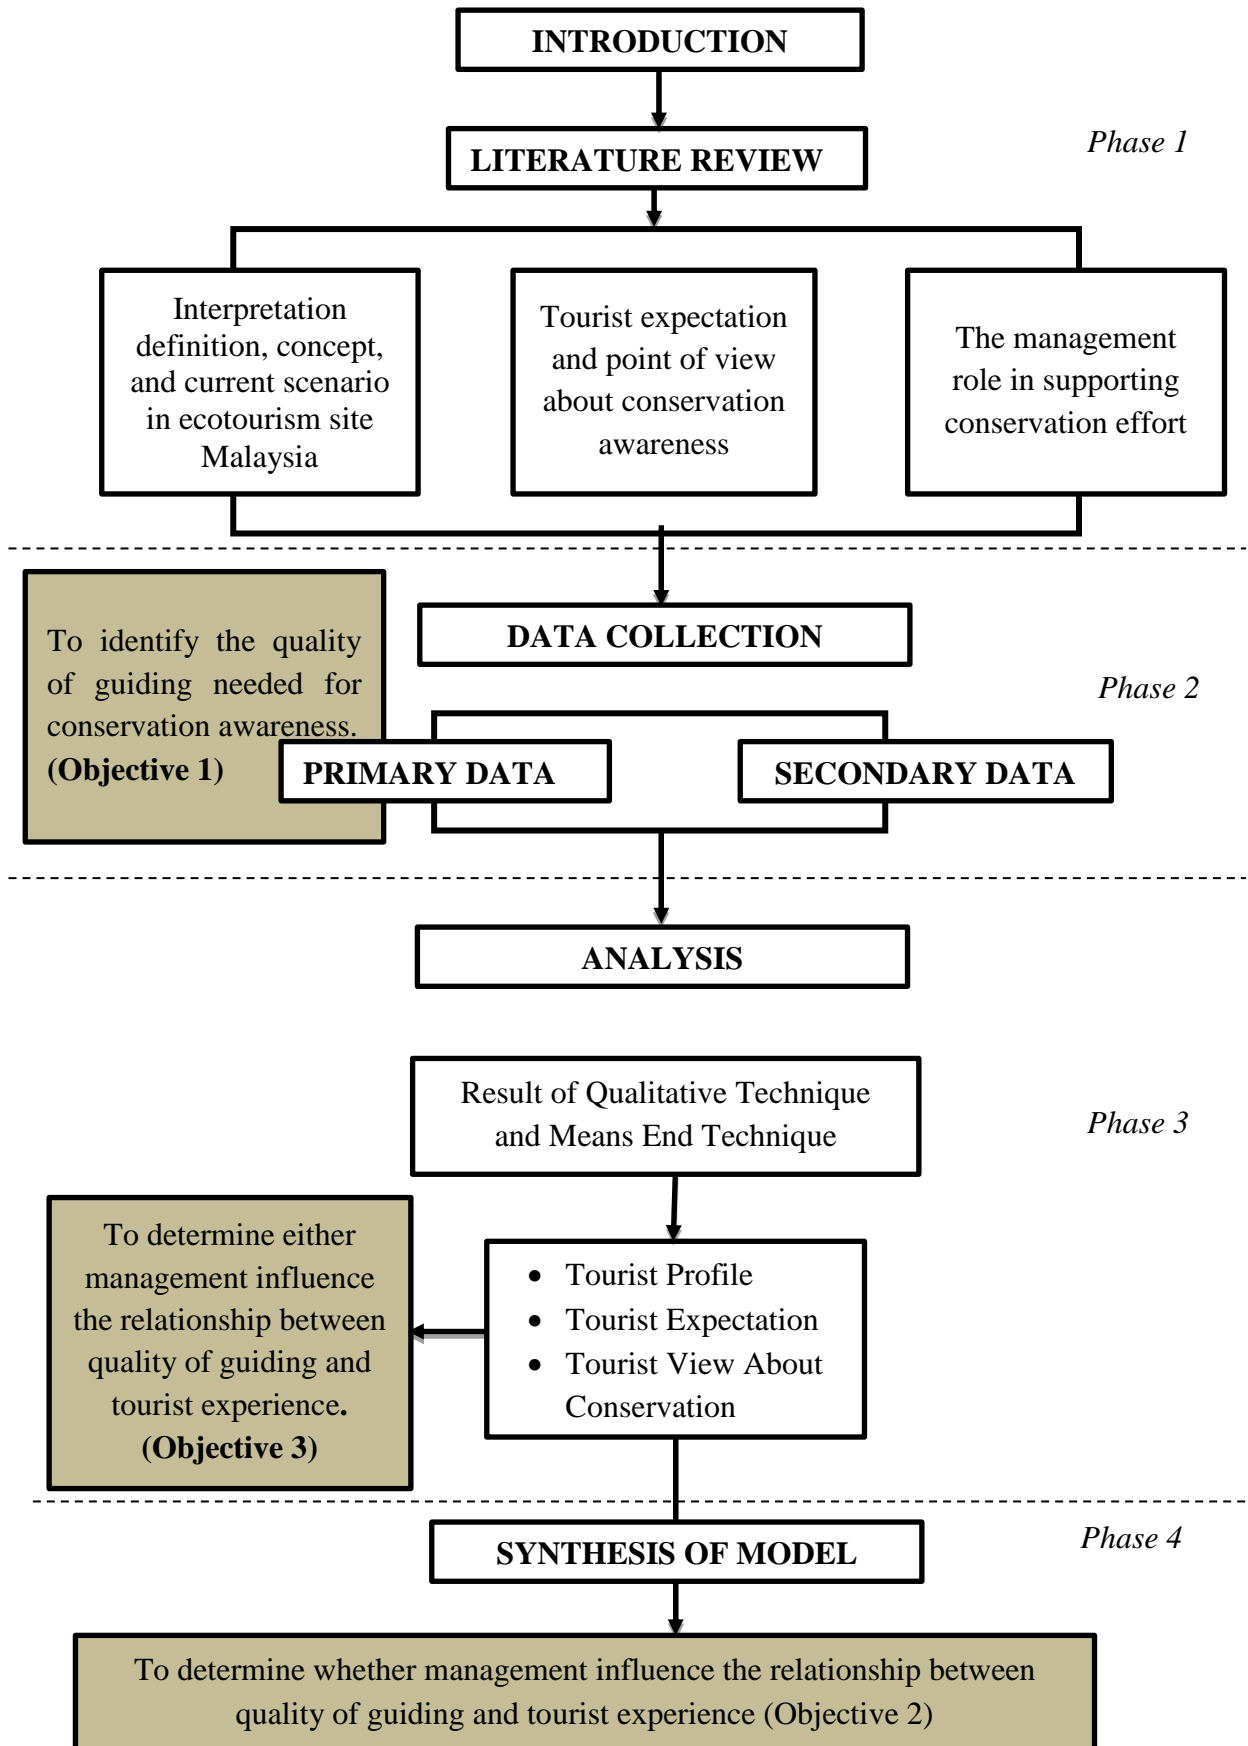 INTRODUCTION
LITERATURE REVIEW
Phase 1
Interpretation
definition, concept,
and current scenario
in ecotourism site
Malaysia
Tourist expectation
and point of view
about conservation
awareness
The management
role in supporting
conservation effort
To identify the quality
of guiding needed for
conservation awareness.
(Objective 1)
DATA COLLECTION
Phase 2
PRIMARY DATA
SECONDARY DATA
ANALYSIS
Result of Qualitative Technique
and Means End Technique
Phase 3
To determine either
management influence
the relationship between
quality of guiding and
tourist experience.
(Objective 3)
• Tourist Profile
• Tourist Expectation
• Tourist View About
Conservation
Phase 4
SYNTHESIS OF MODEL
To determine whether management influence the relationship between
quality of guiding and tourist experience (Objective 2)